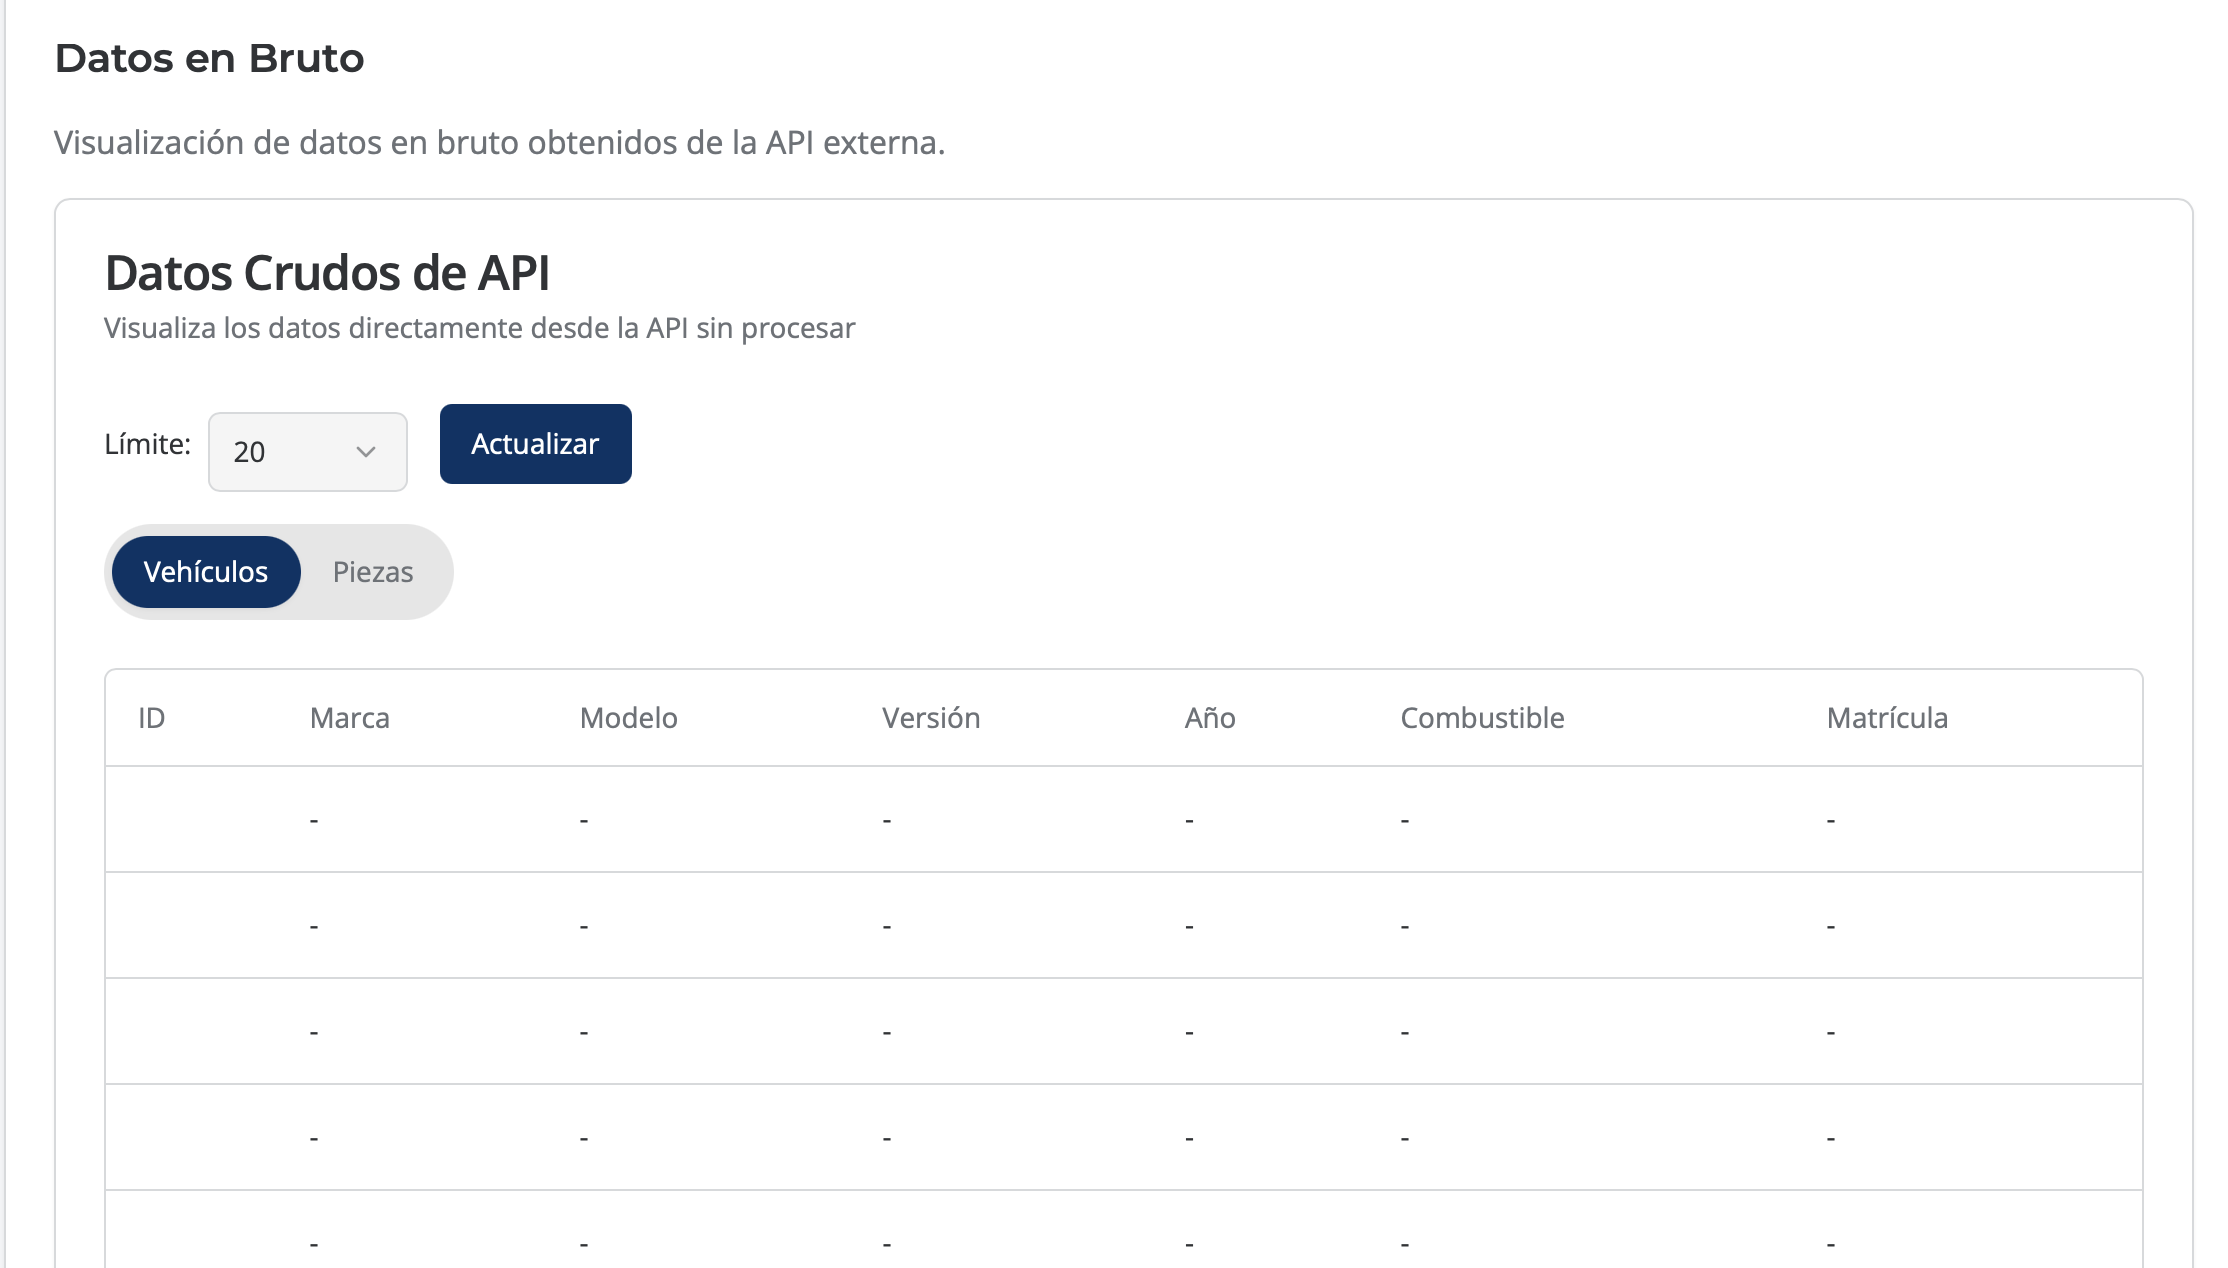 Datos en Bruto
Visualización de datos en bruto obtenidos de la API externa.
Datos Crudos de API
Visualiza los datos directamente desde la API sin procesar
Límite: 20 Actualizar
Vehículos Piezas
ID Marca Modelo Versión Año Combustible Matrícula
- - - - - -
- - - - - -
- - - - - -
- - - - - -
- - - - - -